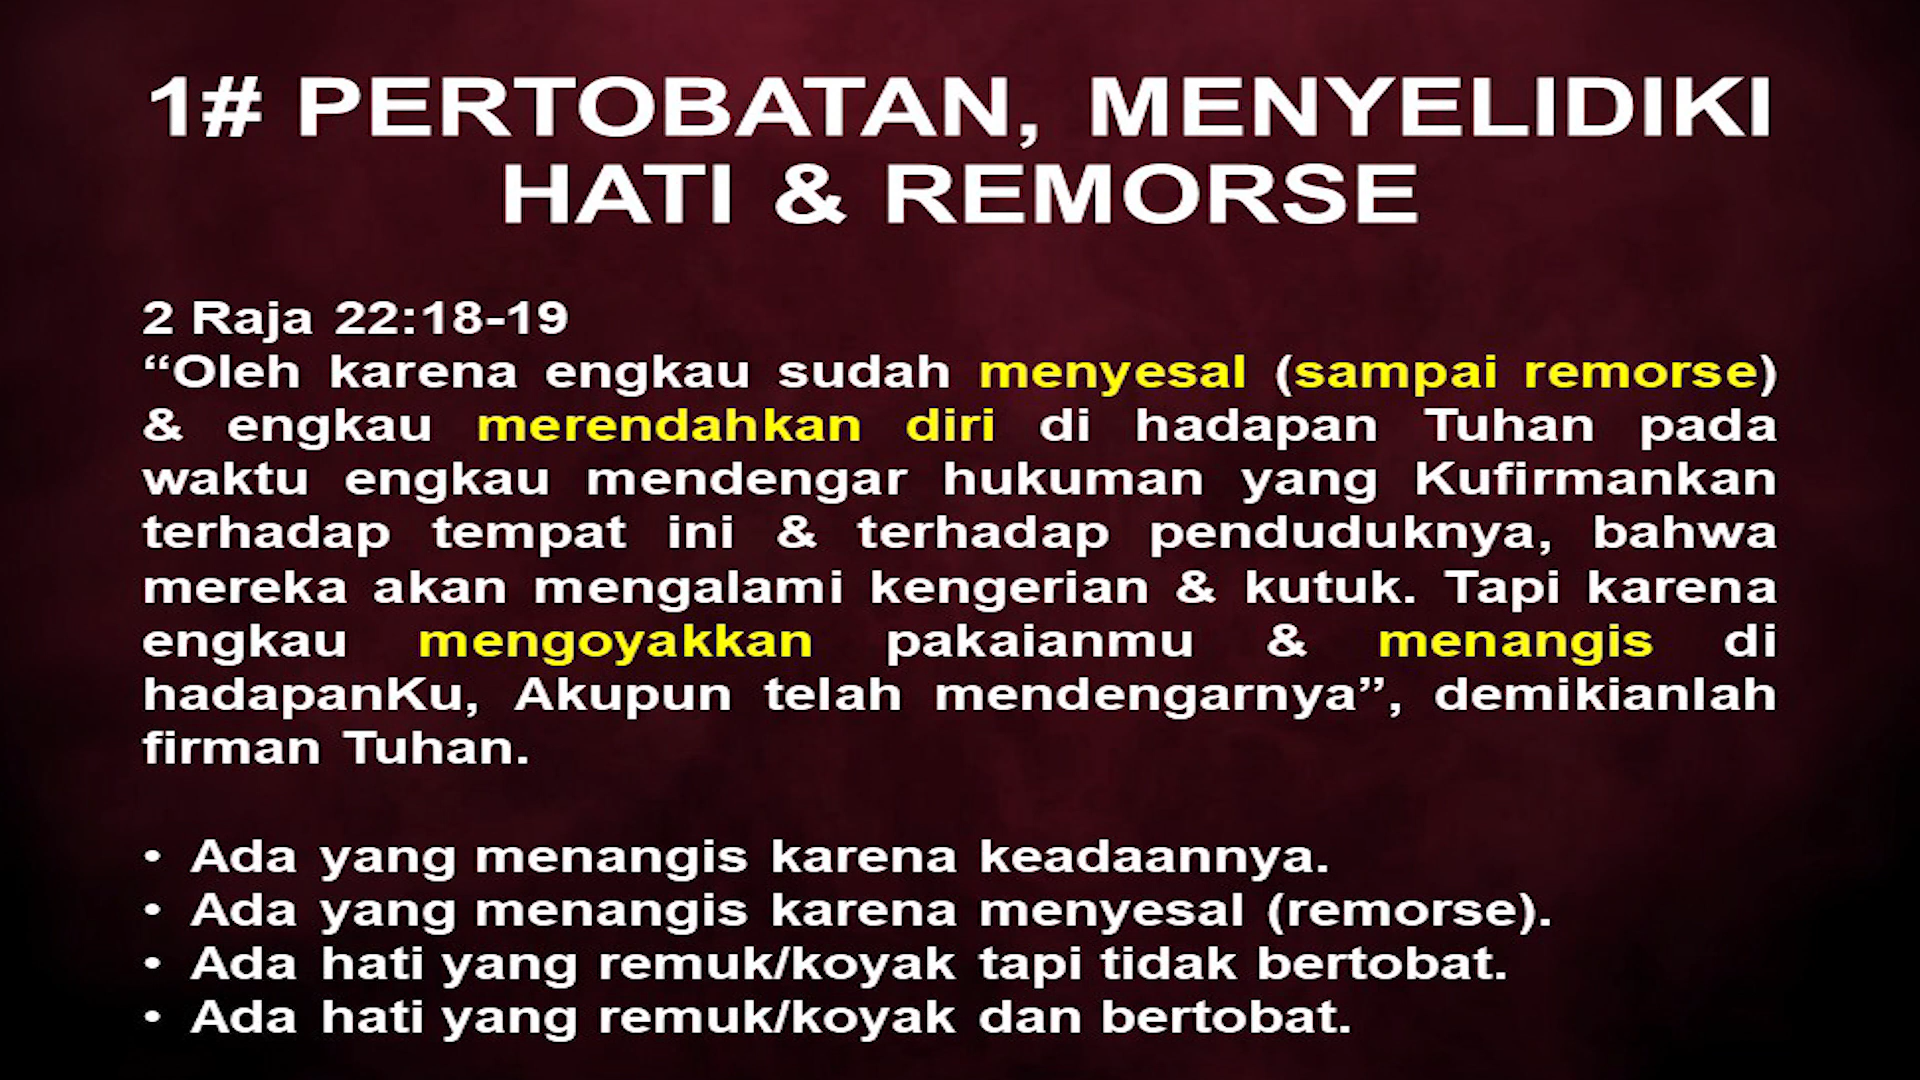 1# PERTOBATAN, MENYELIDIKI
HATI & REMORSE
2 Raja 22:18-19
“Oleh karena engkau sudah menyesal (sampai remorse)
& engkau merendahkan diri di hadapan Tuhan pada
waktu engkau mendengar hukuman yang Kufirmankan
terhadap tempat ini & terhadap penduduknya, bahwa
mereka akan mengalami kengerian & kutuk. Tapi karena
engkau mengoyakkan pakaianmu & menangis di
hadapanKu, Akupun telah mendengarnya”, demikianlah
firman Tuhan.
• Ada yang menangis karena keadaannya.
• Ada yang menangis karena menyesal (remorse).
• Ada hati yang remuk/koyak tapi tidak bertobat.
• Ada hati yang remuk/koyak dan bertobat.